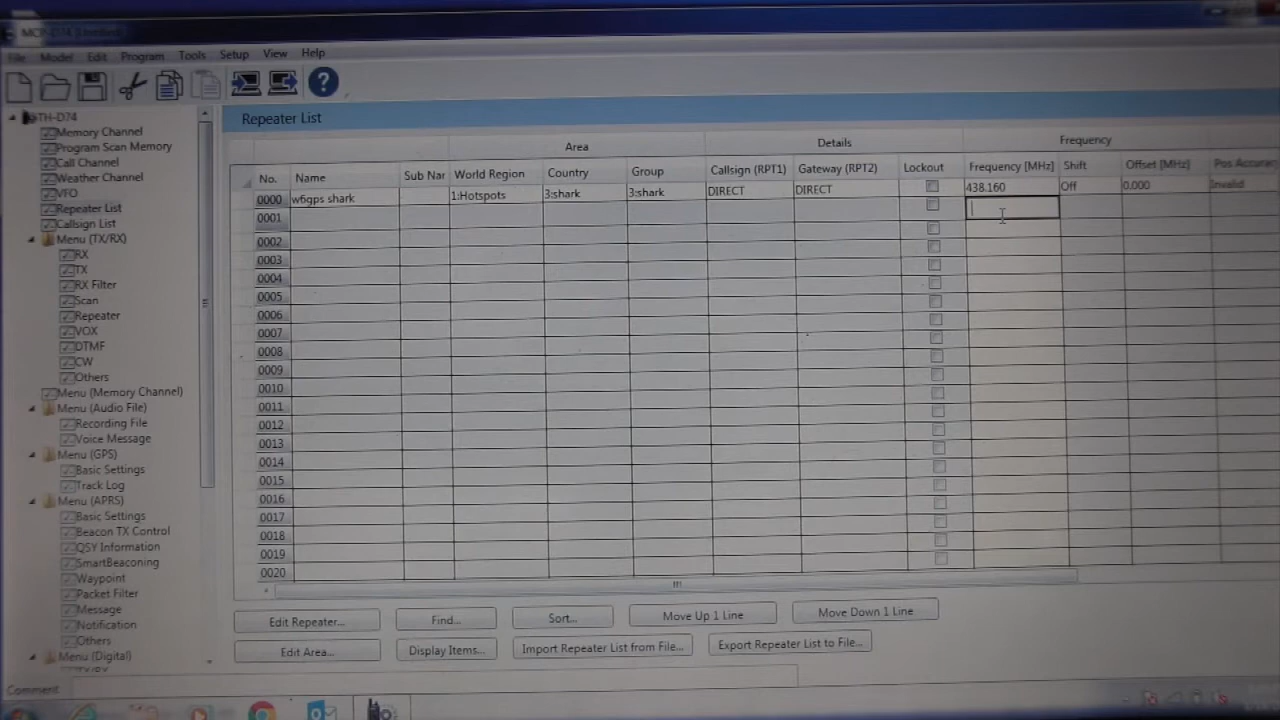 MCP-D74 [Untitled]
File Model Edit Program Tools Setup View Help
TH-D74
Memory Channel
Program Scan Memory
Call Channel
Weather Channel
VFO
Repeater List
Callsign List
Menu (TX/RX)
RX
TX
RX Filter
Scan
Repeater
VOX
DTMF
CW
Others
Menu (Memory Channel)
Menu (Audio File)
Recording File
Voice Message
Menu (GPS)
Basic Settings
Track Log
Menu (APRS)
Basic Settings
Beacon TX Control
QSY Information
SmartBeaconing
Waypoint
Packet Filter
Message
Notification
Others
Menu (Digital)
Repeater List
Area Details Frequency
No. Name Sub Nar World Region Country Group Callsign (RPT1) Gateway (RPT2) Lockout Frequency [MHz] Shift Offset [MHz] Pos Accurac
0000 w6gps shark 1:Hotspots 3:shark 3:shark DIRECT DIRECT 438.160 Off 0.000 Invalid
0001
0002
0003
0004
0005
0006
0007
0008
0009
0010
0011
0012
0013
0014
0015
0016
0017
0018
0019
0020
Edit Repeater... Find... Sort... Move Up 1 Line Move Down 1 Line
Edit Area... Display Items... Import Repeater List from File... Export Repeater List to File...
Comment